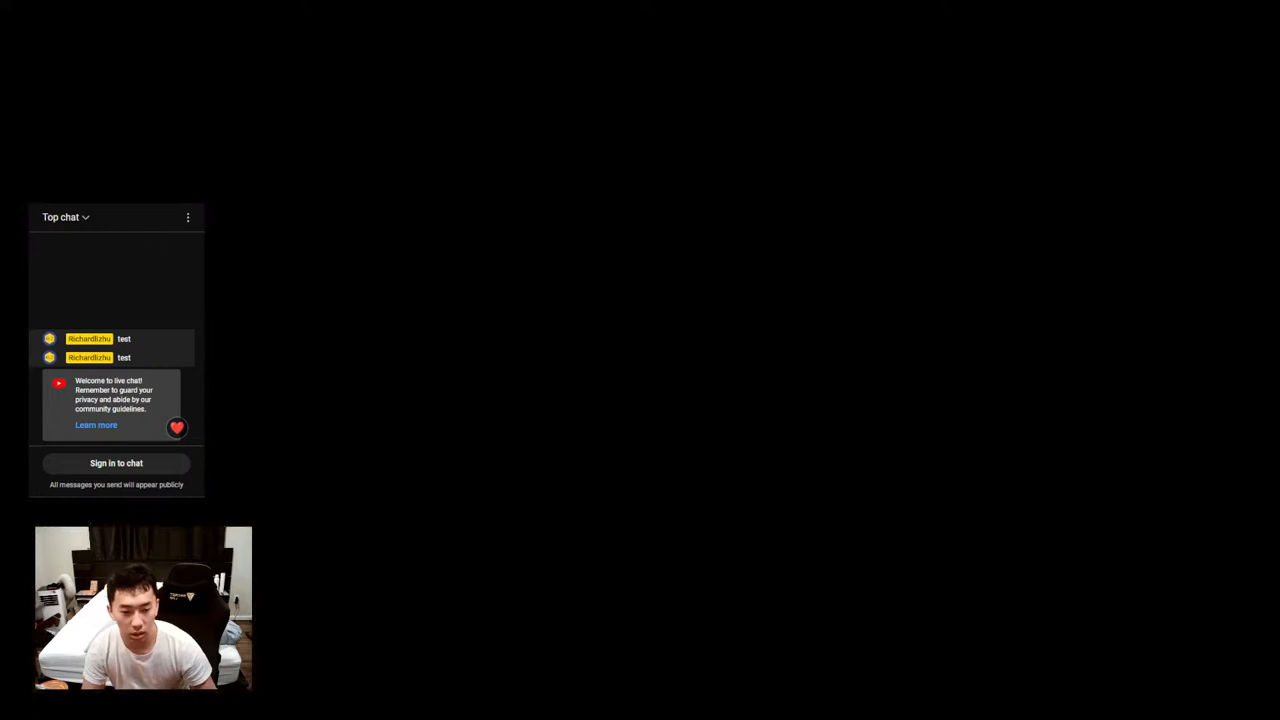 Top chat
Richardlizhu test
Richardlizhu test
Welcome to live chat!
Remember to guard your
privacy and abide by our
community guidelines.
Learn more
Sign in to chat
All messages you send will appear publicly